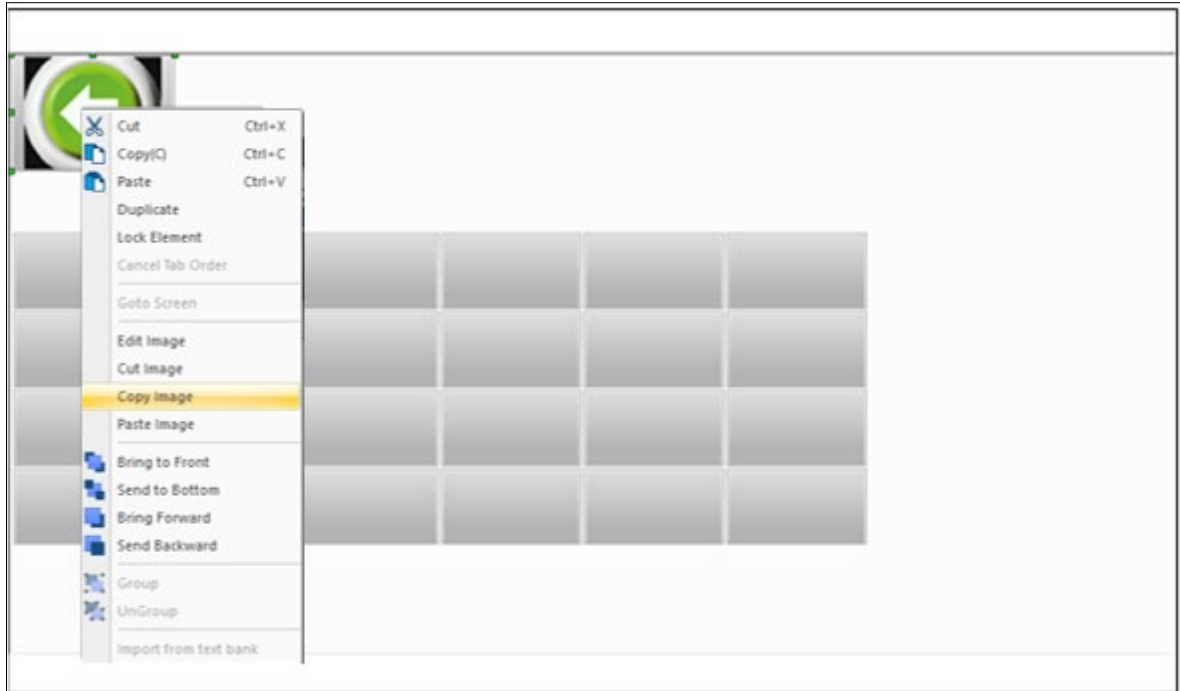 Cut Ctrl+X
Copy(C) Ctrl+C
Paste Ctrl+V
Duplicate
Lock Element
Cancel Tab Order
Goto Screen
Edit Image
Cut Image
Copy Image
Paste Image
Bring to Front
Send to Bottom
Bring Forward
Send Backward
Group
UnGroup
Import from text bank